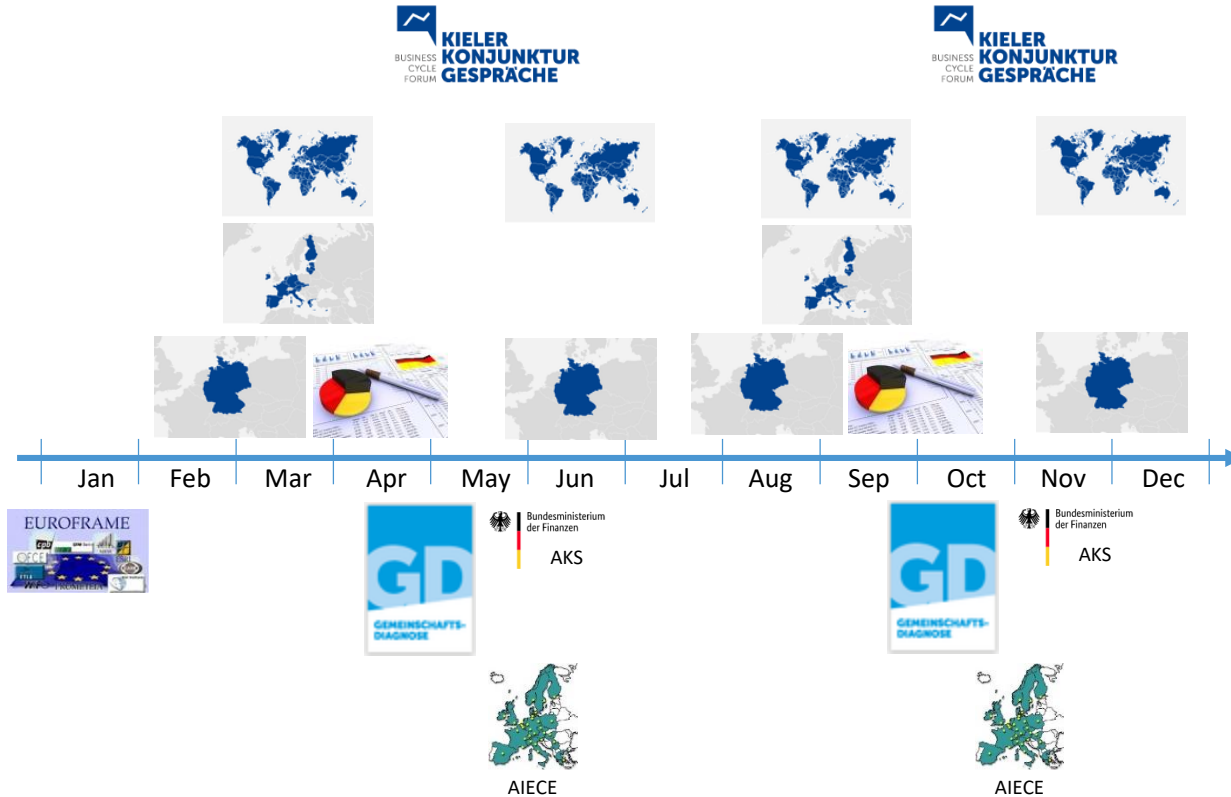 KIELER
KONJUNKTUR
GESPRÄCHE
BUSINESS
CYCLE
FORUM
KIELER
KONJUNKTUR
GESPRÄCHE
BUSINESS
CYCLE
FORUM
Jan Feb Mar Apr May Jun Jul Aug Sep Oct Nov Dec
EUROFRAME
cpb
OFCE
PROMETEIA
GD
GEMEINSCHAFTS-
DIAGNOSE
Bundesministerium
der Finanzen
AKS
GD
GEMEINSCHAFTS-
DIAGNOSE
Bundesministerium
der Finanzen
AKS
AIECE
AIECE